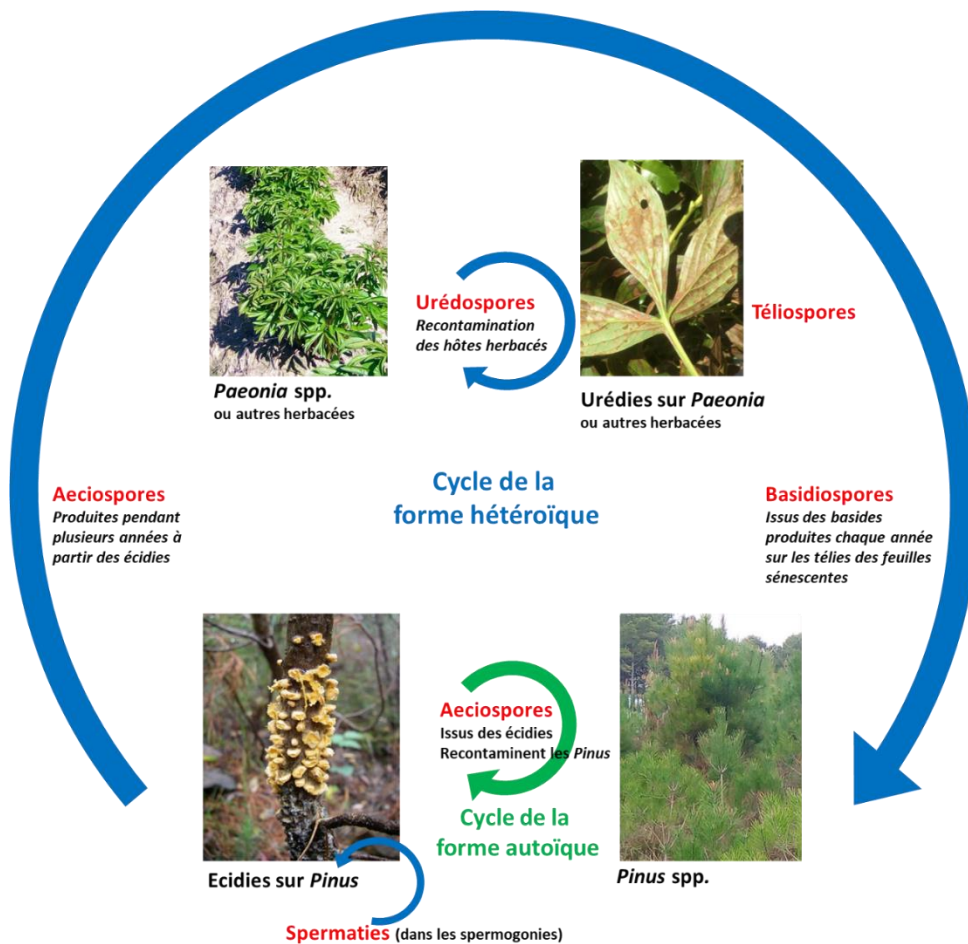 Urédospores
Recontamination
des hôtes herbacés
Téliospores
Paeonia spp.
ou autres herbacées
Urédies sur Paeonia
ou autres herbacées
Cycle de la
forme hétéroïque
Aeciospores
Produites pendant
plusieurs années à
partir des écidies
Basidiospores
Issus des basides
produites chaque année
sur les télies des feuilles
sénescentes
Aeciospores
Issus des écidies
Recontaminent les Pinus
Cycle de la
forme autoïque
Ecidies sur Pinus
Pinus spp.
Spermaties (dans les spermogonies)